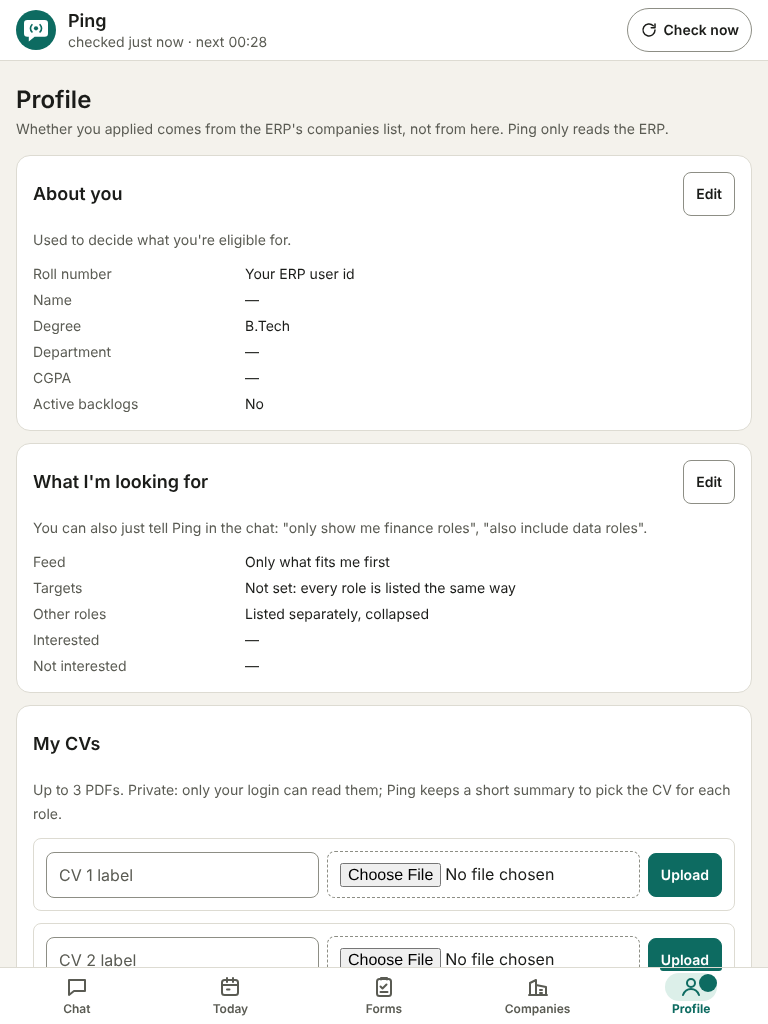 Ping
checked just now · next 00:28
Check now
Profile
Whether you applied comes from the ERP's companies list, not from here. Ping only reads the ERP.
About you
Edit
Used to decide what you're eligible for.
Roll number Your ERP user id
Name —
Degree B.Tech
Department —
CGPA —
Active backlogs No
What I'm looking for
Edit
You can also just tell Ping in the chat: "only show me finance roles", "also include data roles".
Feed Only what fits me first
Targets Not set: every role is listed the same way
Other roles Listed separately, collapsed
Interested —
Not interested —
My CVs
Up to 3 PDFs. Private: only your login can read them; Ping keeps a short summary to pick the CV for each
role.
CV 1 label Choose File No file chosen Upload
CV 2 label Choose File No file chosen Upload
Chat Today Forms Companies Profile